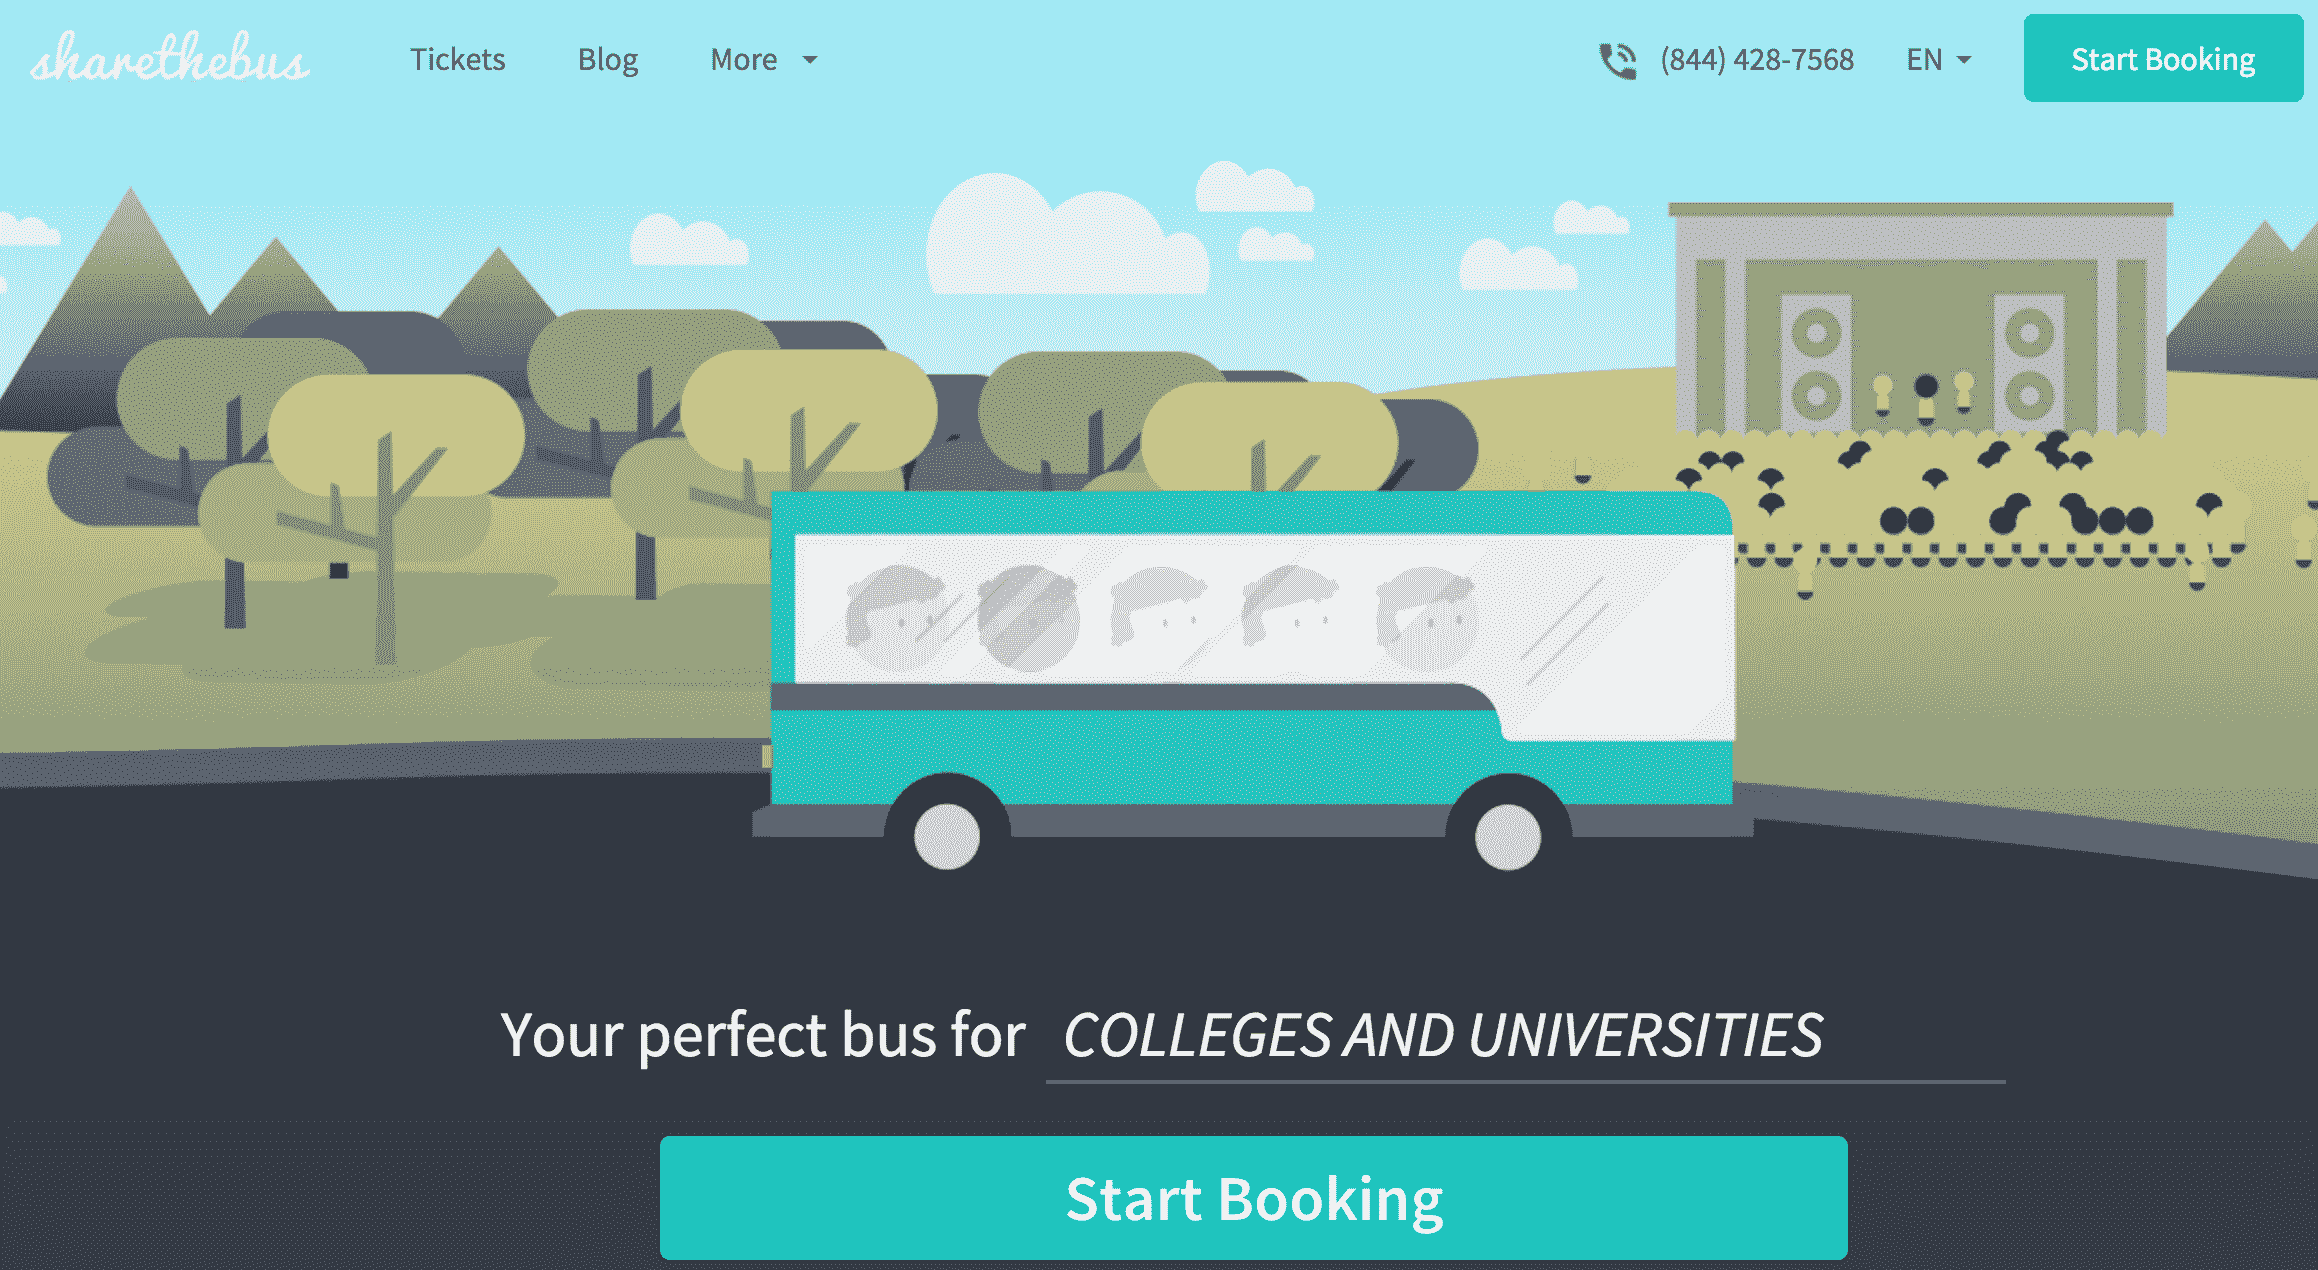 sharethebus
Tickets
Blog
More
(844) 428-7568
EN
Start Booking
Your perfect bus for COLLEGES AND UNIVERSITIES
Start Booking